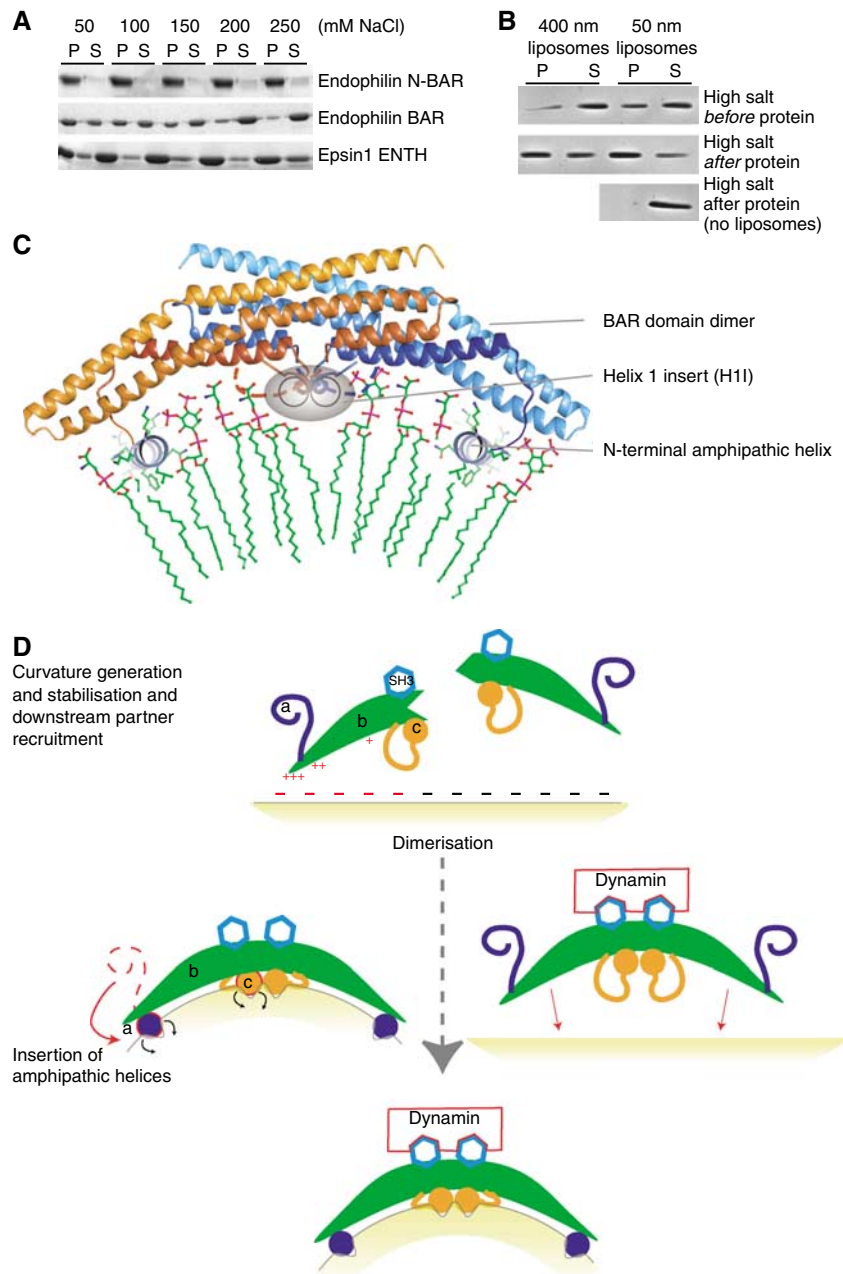 A
50 100 150 200 250 (mM NaCl)
P S P S P S P S P S
Endophilin N-BAR
Endophilin BAR
Epsin1 ENTH
B
400 nm 50 nm
liposomes liposomes
P S P S
High salt
before protein
High salt
after protein
High salt
after protein
(no liposomes)
C
BAR domain dimer
Helix 1 insert (H1I)
N-terminal amphipathic helix
D
Curvature generation
and stabilisation and
downstream partner
recruitment
SH3
a
b
c
+
++
+++
− − − − − − − − − − − −
Dimerisation
Dynamin
b
c
a
Insertion of
amphipathic helices
Dynamin